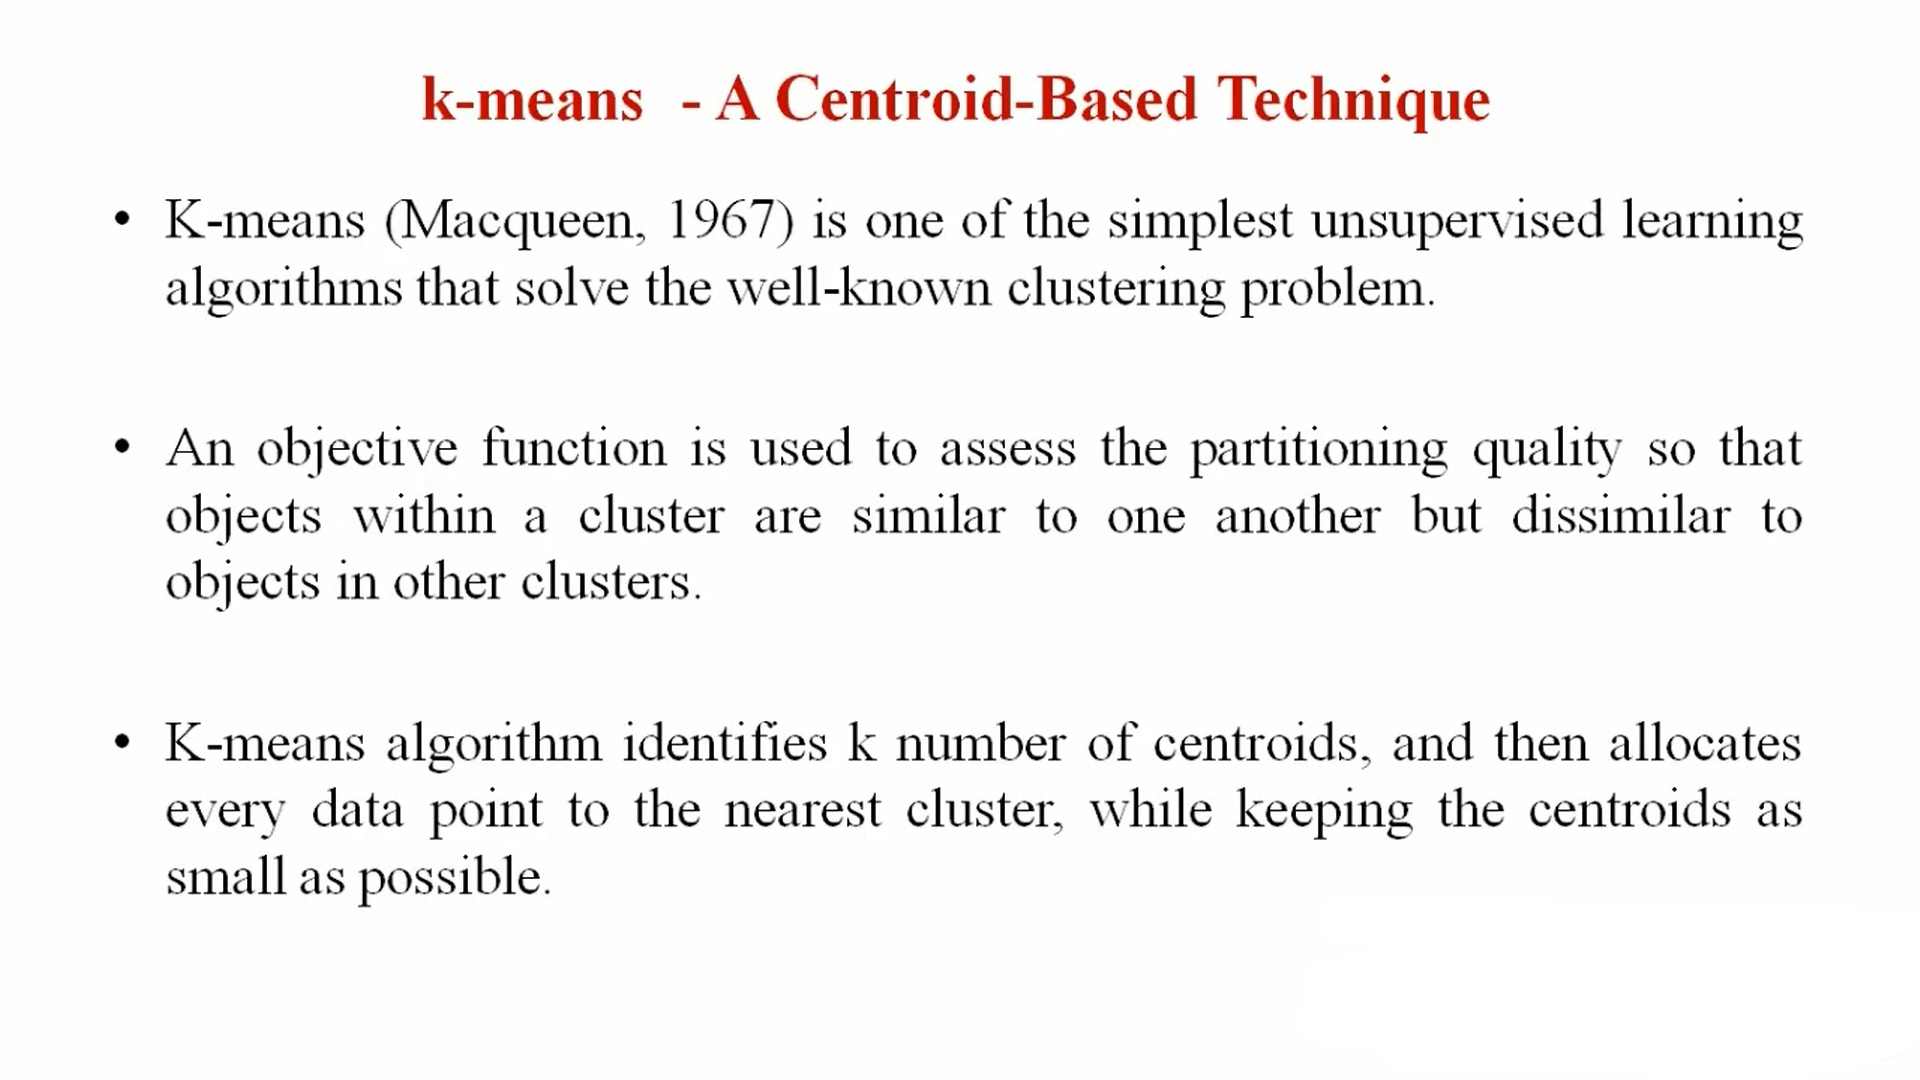 k-means - A Centroid-Based Technique
• K-means (Macqueen, 1967) is one of the simplest unsupervised learning
algorithms that solve the well-known clustering problem.
• An objective function is used to assess the partitioning quality so that
objects within a cluster are similar to one another but dissimilar to
objects in other clusters.
• K-means algorithm identifies k number of centroids, and then allocates
every data point to the nearest cluster, while keeping the centroids as
small as possible.